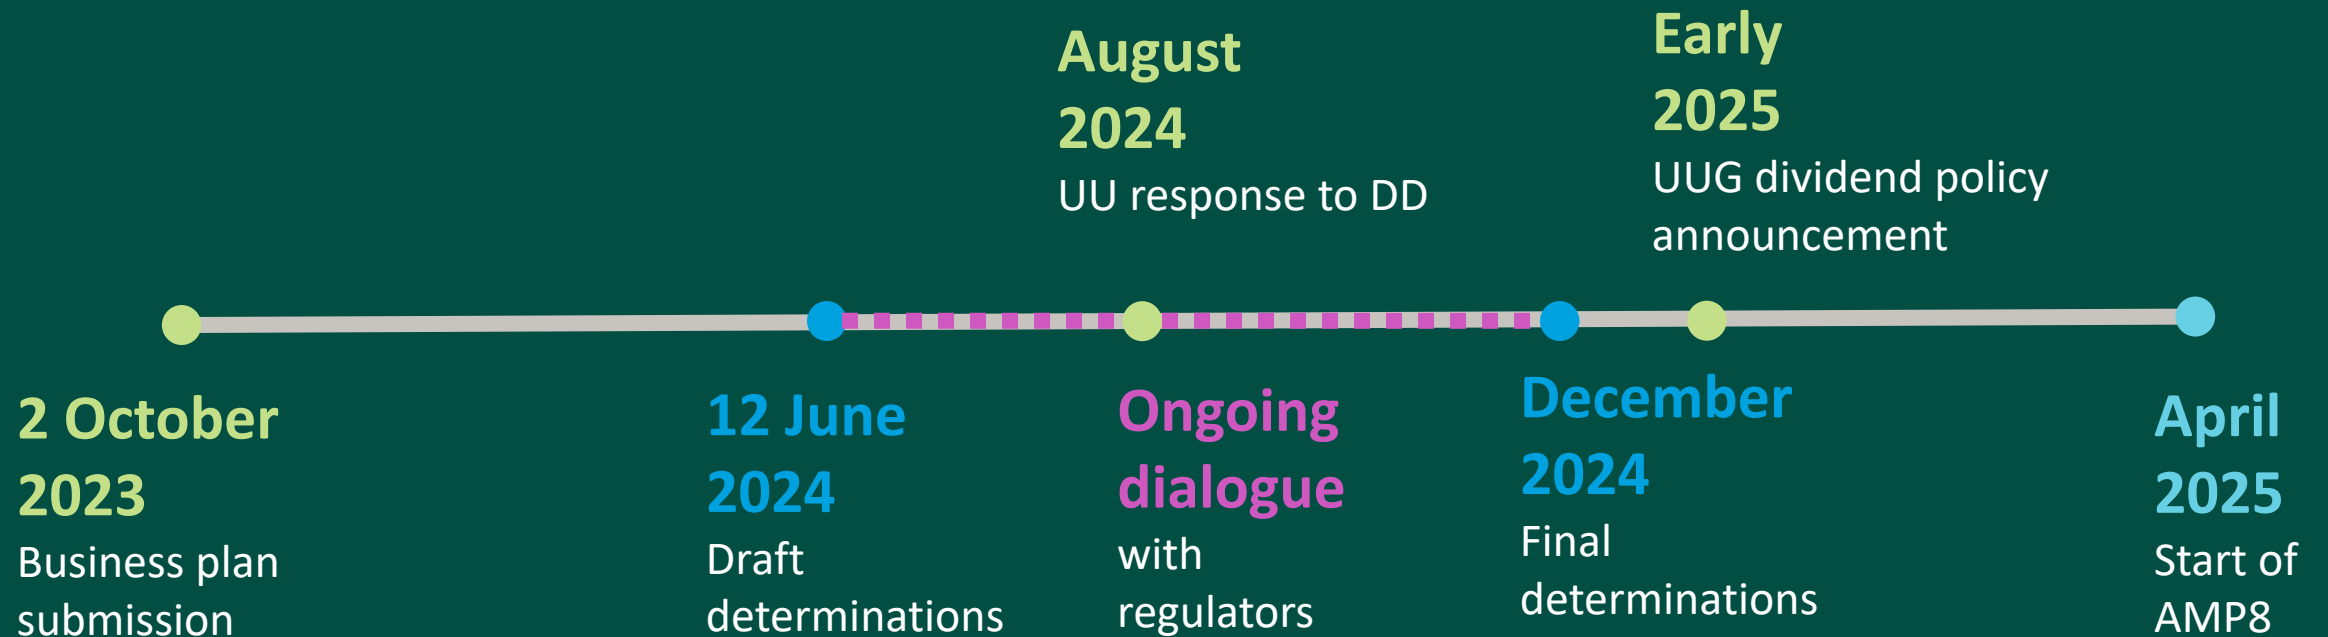 August
2024
UU response to DD
Early
2025
UUG dividend policy
announcement
2 October
2023
Business plan
submission
12 June
2024
Draft
determinations
Ongoing
dialogue
with
regulators
December
2024
Final
determinations
April
2025
Start of
AMP8